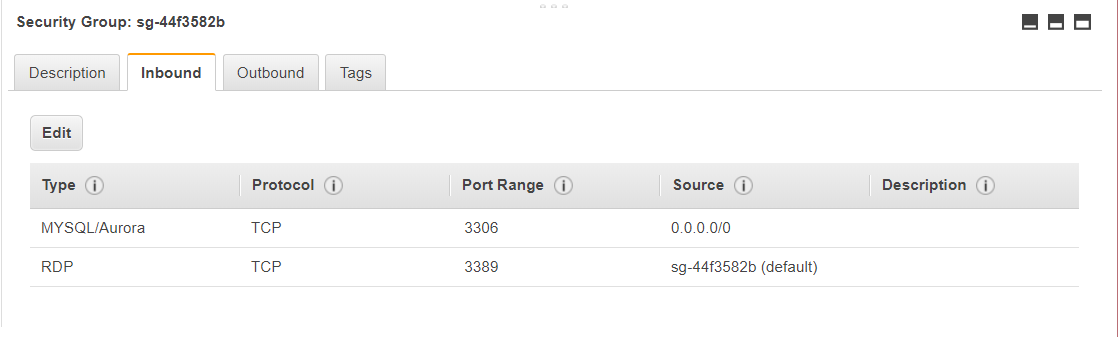 Security Group: sg-44f3582b
Description Inbound Outbound Tags
Edit
Type Protocol Port Range Source Description
MYSQL/Aurora TCP 3306 0.0.0.0/0
RDP TCP 3389 sg-44f3582b (default)